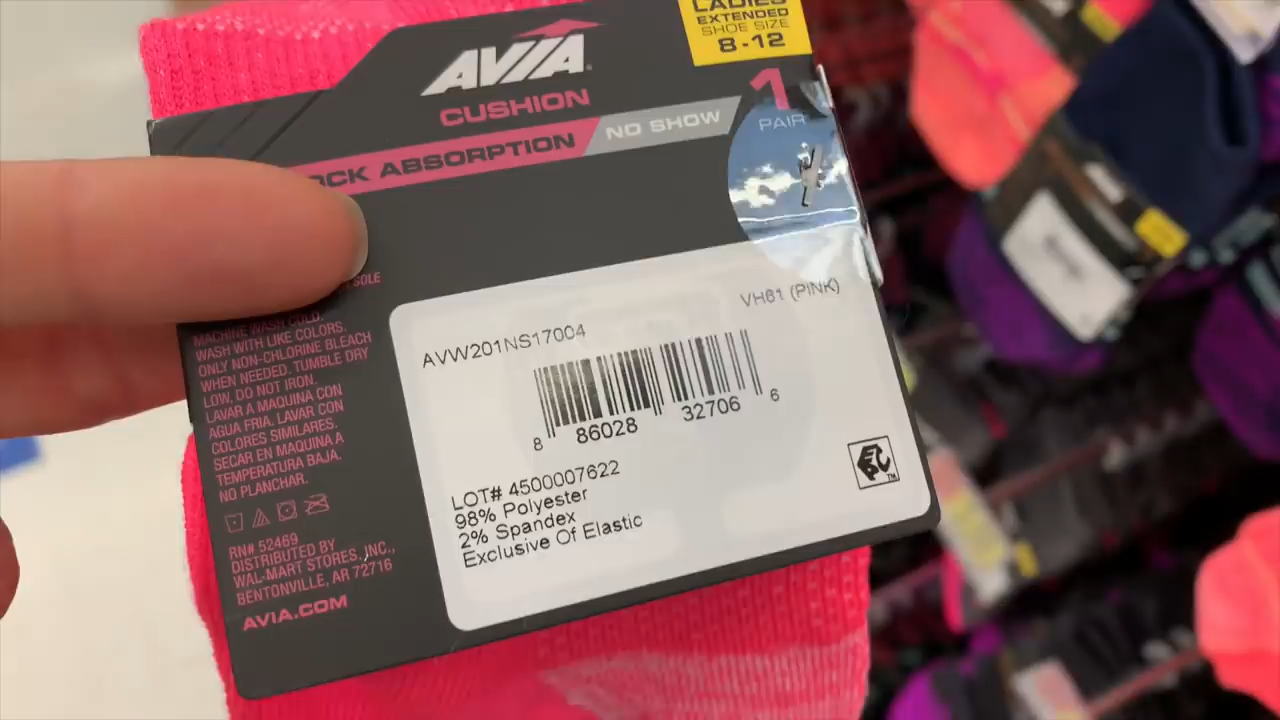 LADIES
EXTENDED
SHOE SIZE
8-12
AVIA
CUSHION
OCK ABSORPTION
NO SHOW
1
PAIR
SOLE
MACHINE WASH COLD.
WASH WITH LIKE COLORS.
ONLY NON-CHLORINE BLEACH
WHEN NEEDED. TUMBLE DRY
LOW, DO NOT IRON.
LAVAR A MAQUINA CON
AGUA FRIA. LAVAR CON
COLORES SIMILARES.
SECAR EN MAQUINA A
TEMPERATURA BAJA.
NO PLANCHAR.
RN# 52469
DISTRIBUTED BY
WAL-MART STORES, INC.,
BENTONVILLE, AR 72716
AVIA.COM
VH61 (PINK)
AVW201NS17004
8 86028 32706 6
LOT# 4500007622
98% Polyester
2% Spandex
Exclusive Of Elastic
TM